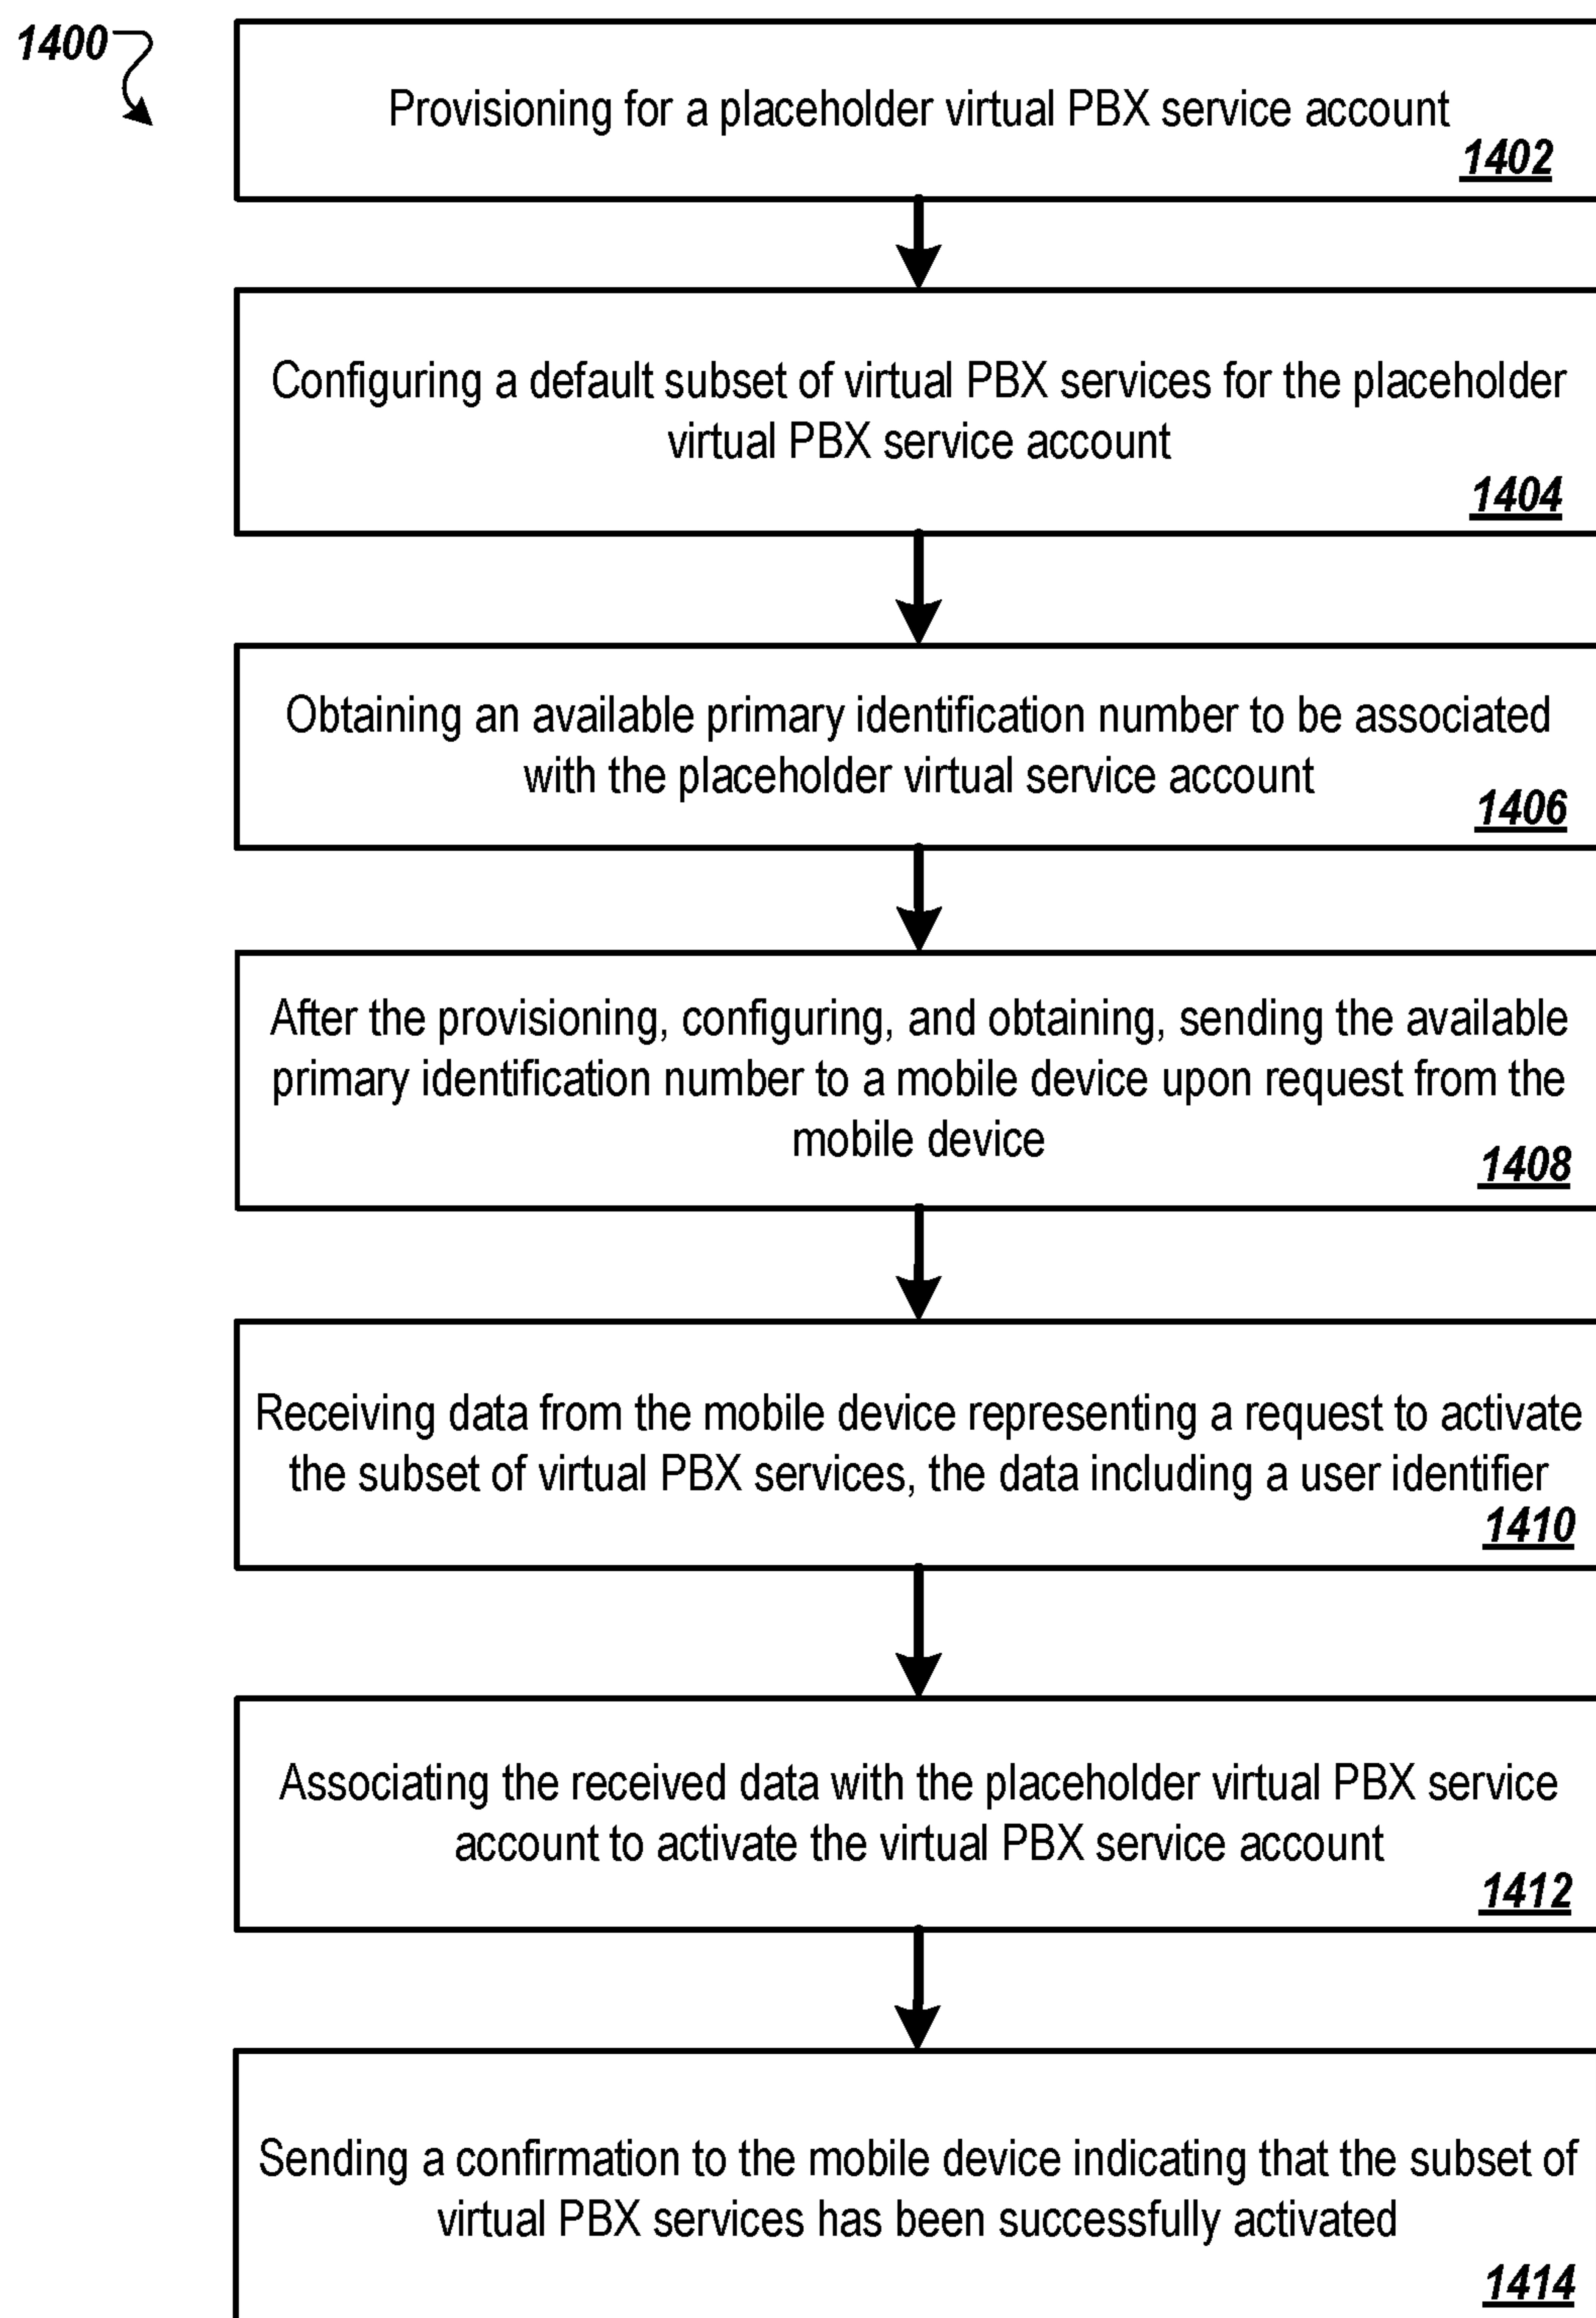 1400
Provisioning for a placeholder virtual PBX service account
1402
Configuring a default subset of virtual PBX services for the placeholder
virtual PBX service account
1404
Obtaining an available primary identification number to be associated
with the placeholder virtual service account
1406
After the provisioning, configuring, and obtaining, sending the available
primary identification number to a mobile device upon request from the
mobile device
1408
Receiving data from the mobile device representing a request to activate
the subset of virtual PBX services, the data including a user identifier
1410
Associating the received data with the placeholder virtual PBX service
account to activate the virtual PBX service account
1412
Sending a confirmation to the mobile device indicating that the subset of
virtual PBX services has been successfully activated
1414